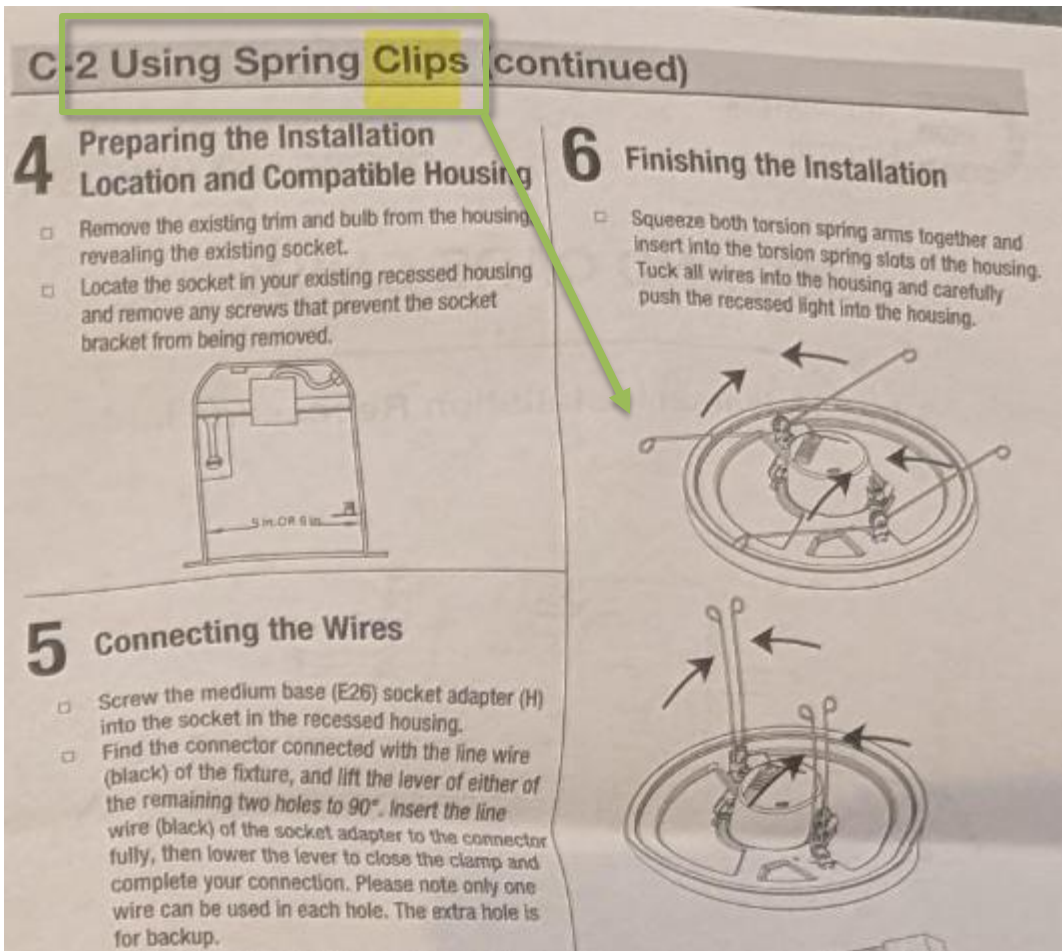 C-2 Using Spring Clips (continued)
4 Preparing the Installation
Location and Compatible Housing
□ Remove the existing trim and bulb from the housing,
revealing the existing socket.
□ Locate the socket in your existing recessed housing
and remove any screws that prevent the socket
bracket from being removed.
5 in. OR 6 in.
5 Connecting the Wires
□ Screw the medium base (E26) socket adapter (H)
into the socket in the recessed housing.
□ Find the connector connected with the line wire
(black) of the fixture, and lift the lever of either of
the remaining two holes to 90°. Insert the line
wire (black) of the socket adapter to the connector
fully, then lower the lever to close the clamp and
complete your connection. Please note only one
wire can be used in each hole. The extra hole is
for backup.
6 Finishing the Installation
□ Squeeze both torsion spring arms together and
insert into the torsion spring slots of the housing.
Tuck all wires into the housing and carefully
push the recessed light into the housing.